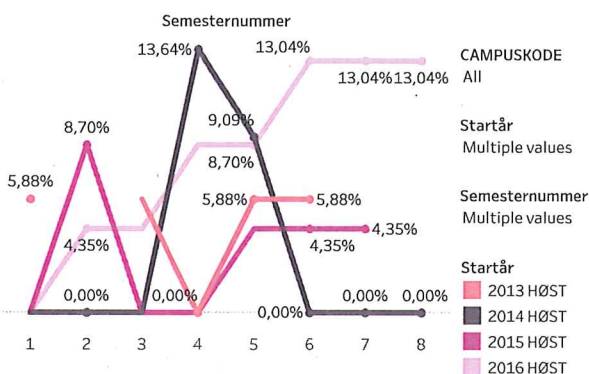 Semesternummer
13,64%
13,04%
13,04%13,04%
8,70%
9,09%
8,70%
5,88%
5,88%
5,88%
4,35%
4,35%
4,35%
0,00%
0,00%
0,00%
0,00%
0,00%
1 2 3 4 5 6 7 8
CAMPUSKODE
All
Startår
Multiple values
Semesternummer
Multiple values
Startår
2013 HØST
2014 HØST
2015 HØST
2016 HØST